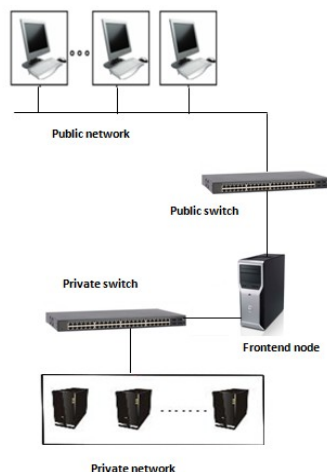 Public network
Public switch
Private switch
Frontend node
Private network